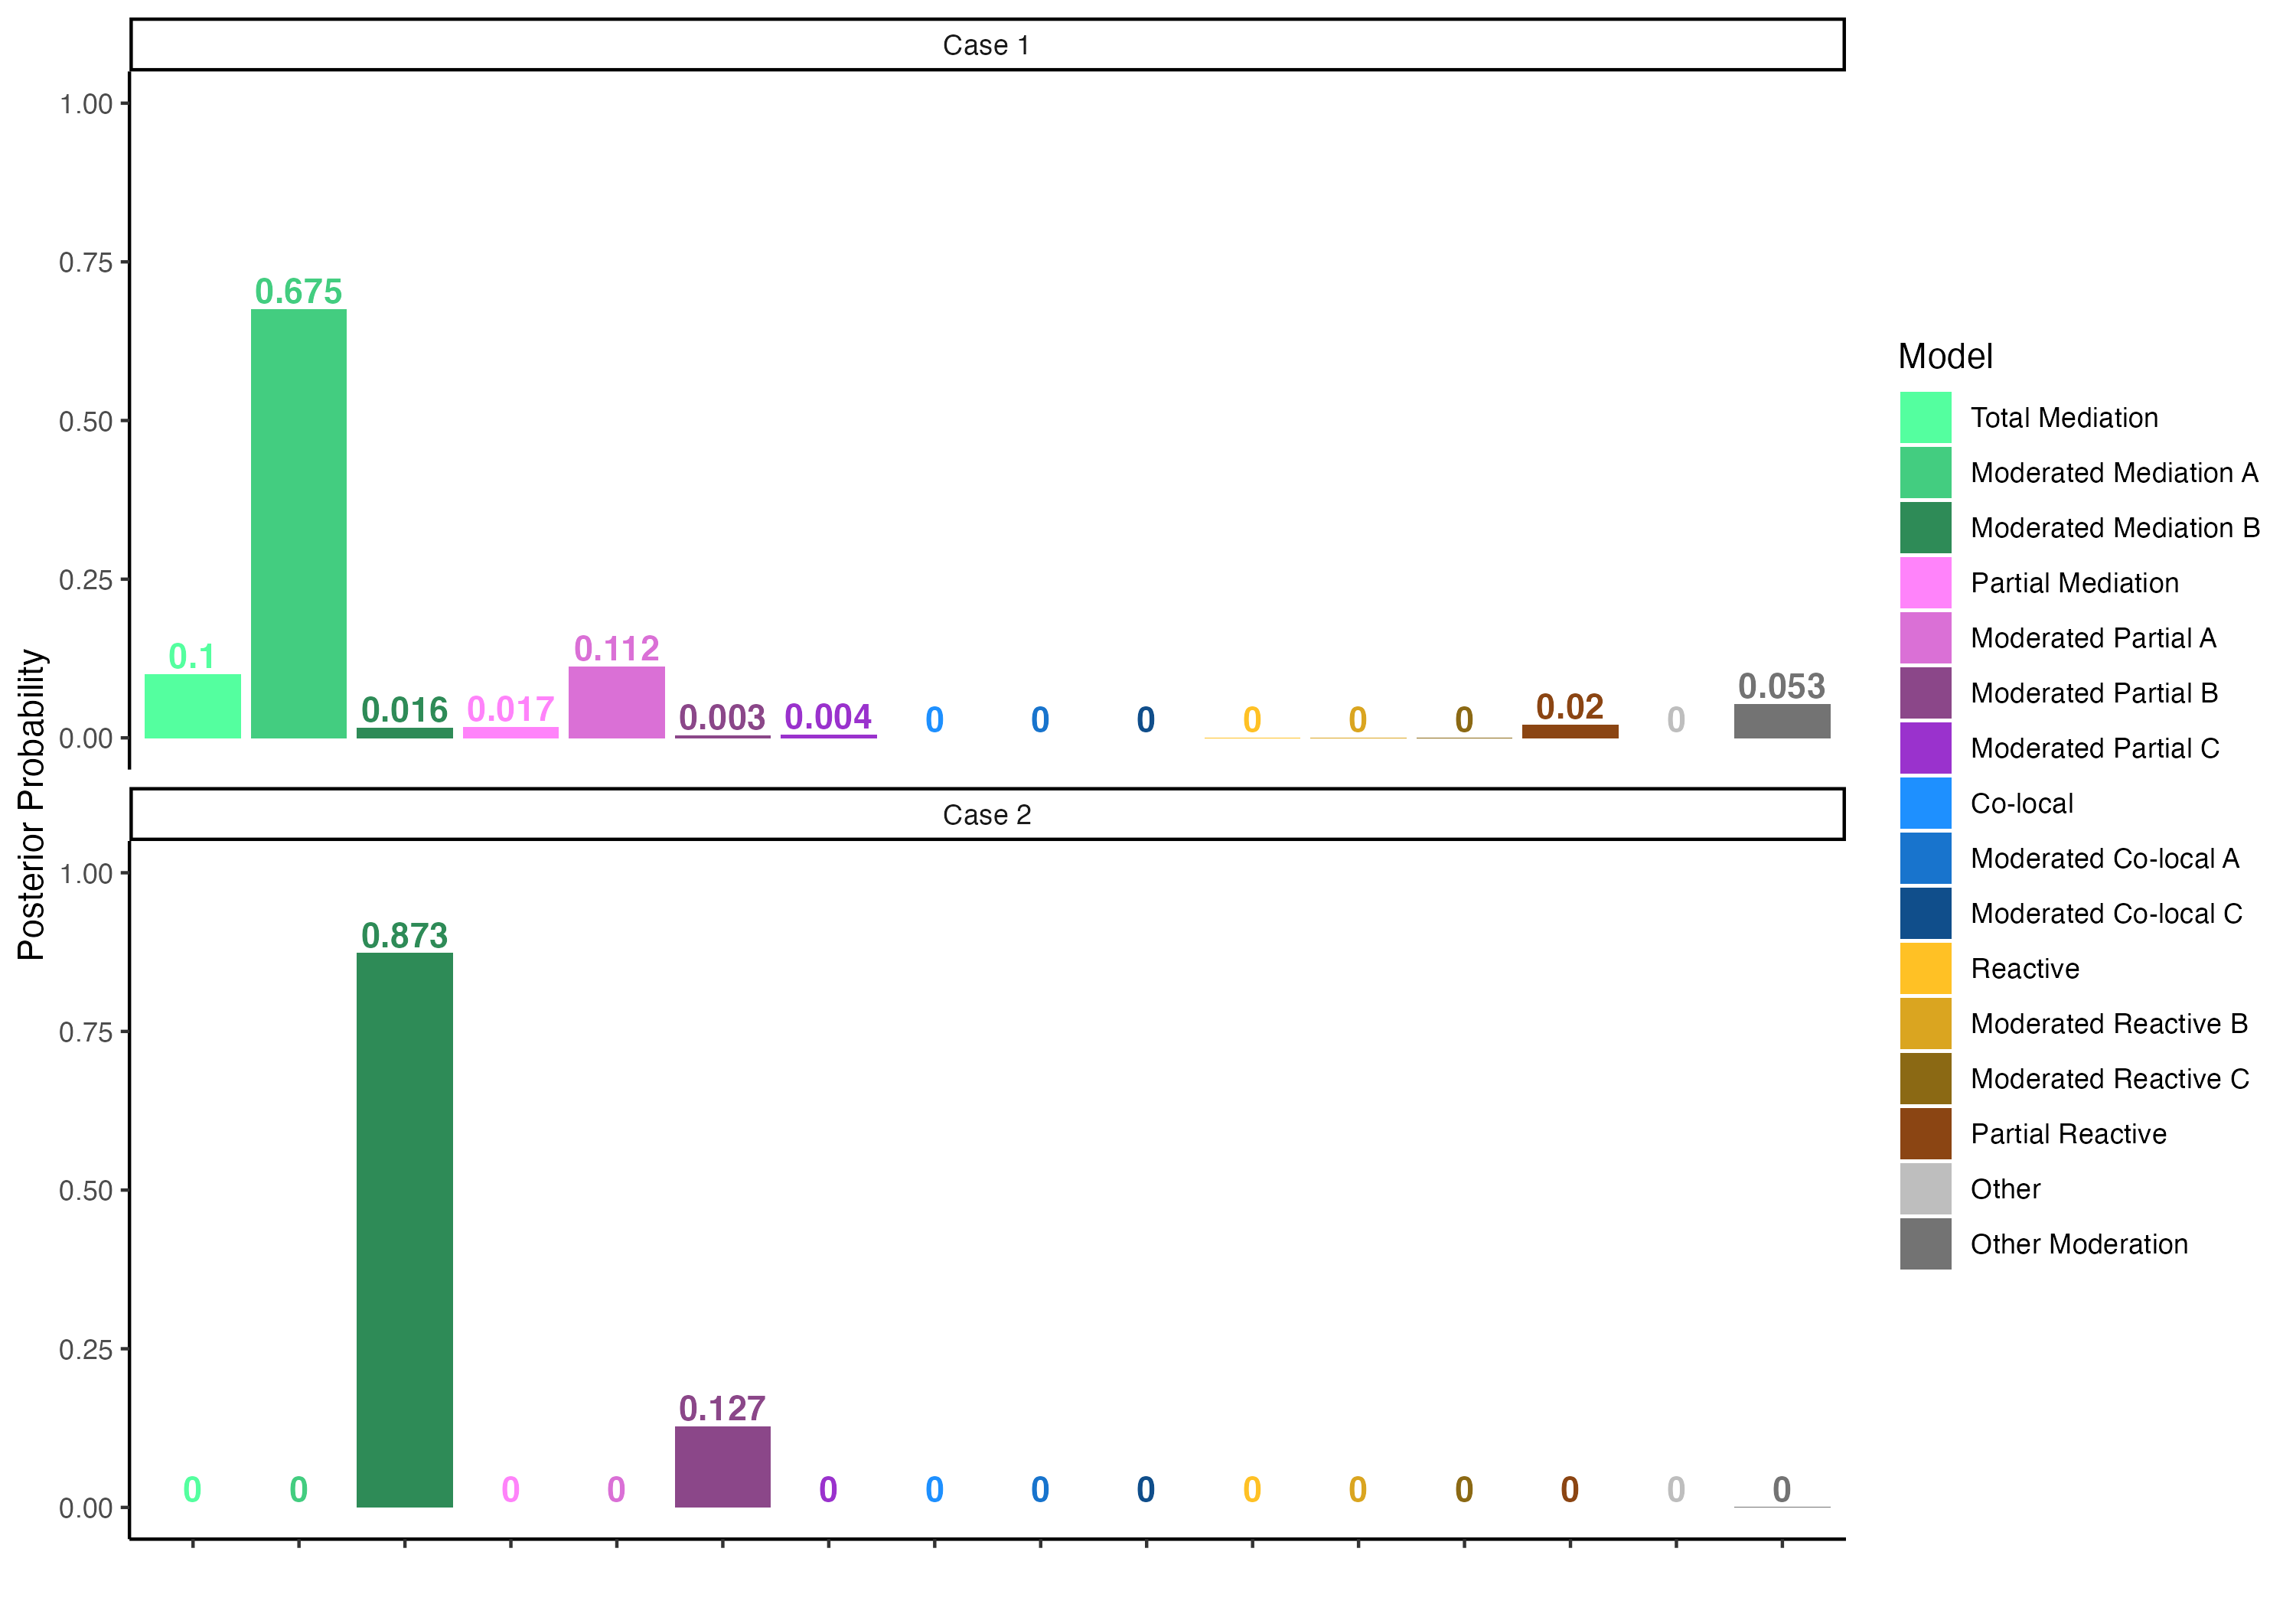 Case 1
1.00
0.75
0.50
0.25
0.00
0.1
0.675
0.016
0.017
0.112
0.003
0.004
0
0
0
0
0
0
0.02
0
0.053
Posterior Probability
Case 2
1.00
0.75
0.50
0.25
0.00
0
0
0.873
0
0
0.127
0
0
0
0
0
0
0
0
0
0
Model
Total Mediation
Moderated Mediation A
Moderated Mediation B
Partial Mediation
Moderated Partial A
Moderated Partial B
Moderated Partial C
Co-local
Moderated Co-local A
Moderated Co-local C
Reactive
Moderated Reactive B
Moderated Reactive C
Partial Reactive
Other
Other Moderation